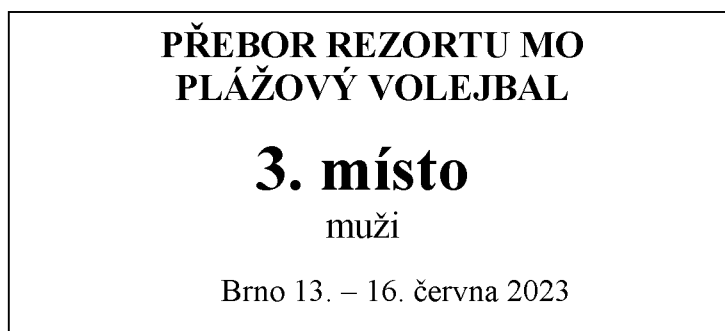 PŘEBOR REZORTU MO
PLÁŽOVÝ VOLEJBAL
3. místo
muži
Brno 13. – 16. června 2023